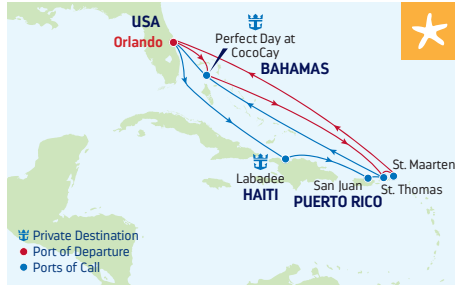 USA
Orlando
Perfect Day at
CocoCay
BAHAMAS
Labadee
HAITI
San Juan
PUERTO RICO
St. Maarten
St. Thomas
Private Destination
Port of Departure
Ports of Call